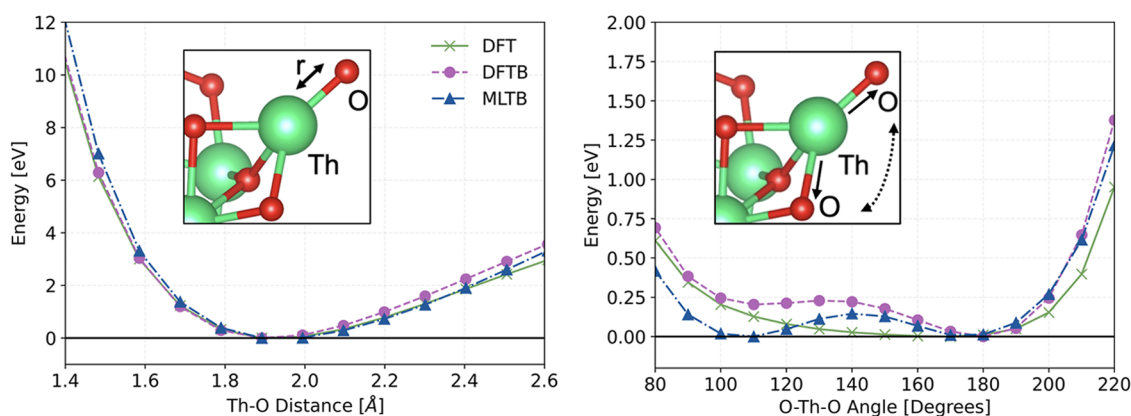 12
10
8
6
4
2
0
Energy [eV]
1.4 1.6 1.8 2.0 2.2 2.4 2.6
Th-O Distance [Å]
r
O
Th
DFT
DFTB
MLTB
2.00
1.75
1.50
1.25
1.00
0.75
0.50
0.25
0.00
Energy [eV]
80 100 120 140 160 180 200 220
O-Th-O Angle [Degrees]
O
Th
O